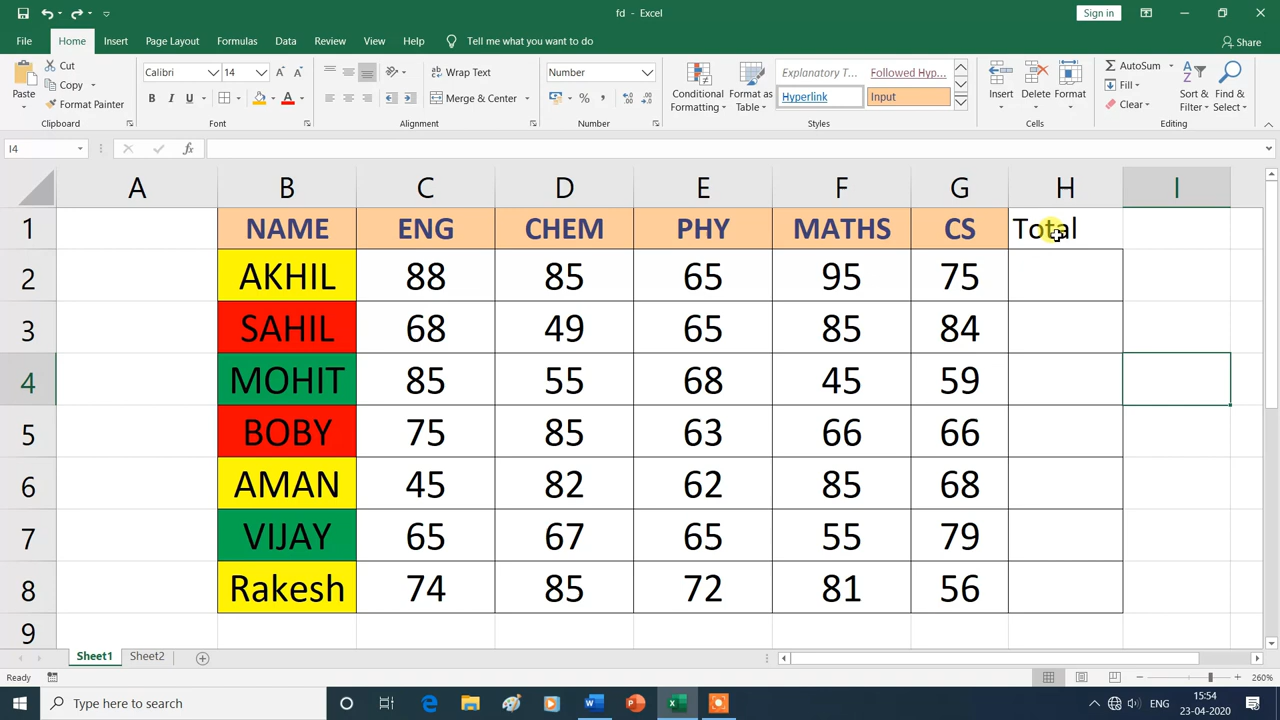 fd - Excel
Sign in
File Home Insert Page Layout Formulas Data Review View Help Tell me what you want to do Share
Paste
Cut
Copy
Format Painter
Clipboard
Calibri 14
B I U
Font
Wrap Text
Merge & Center
Alignment
Number
Number
Conditional Formatting
Format as Table
Explanatory T...
Followed Hyp...
Hyperlink
Input
Styles
Insert
Delete
Format
Cells
AutoSum
Fill
Clear
Sort & Filter
Find & Select
Editing
I4
A B C D E F G H I
1 NAME ENG CHEM PHY MATHS CS Total
2 AKHIL 88 85 65 95 75
3 SAHIL 68 49 65 85 84
4 MOHIT 85 55 68 45 59
5 BOBY 75 85 63 66 66
6 AMAN 45 82 62 85 68
7 VIJAY 65 67 65 55 79
8 Rakesh 74 85 72 81 56
9
Sheet1 Sheet2
Ready
260%
Type here to search
ENG
15:54
23-04-2020